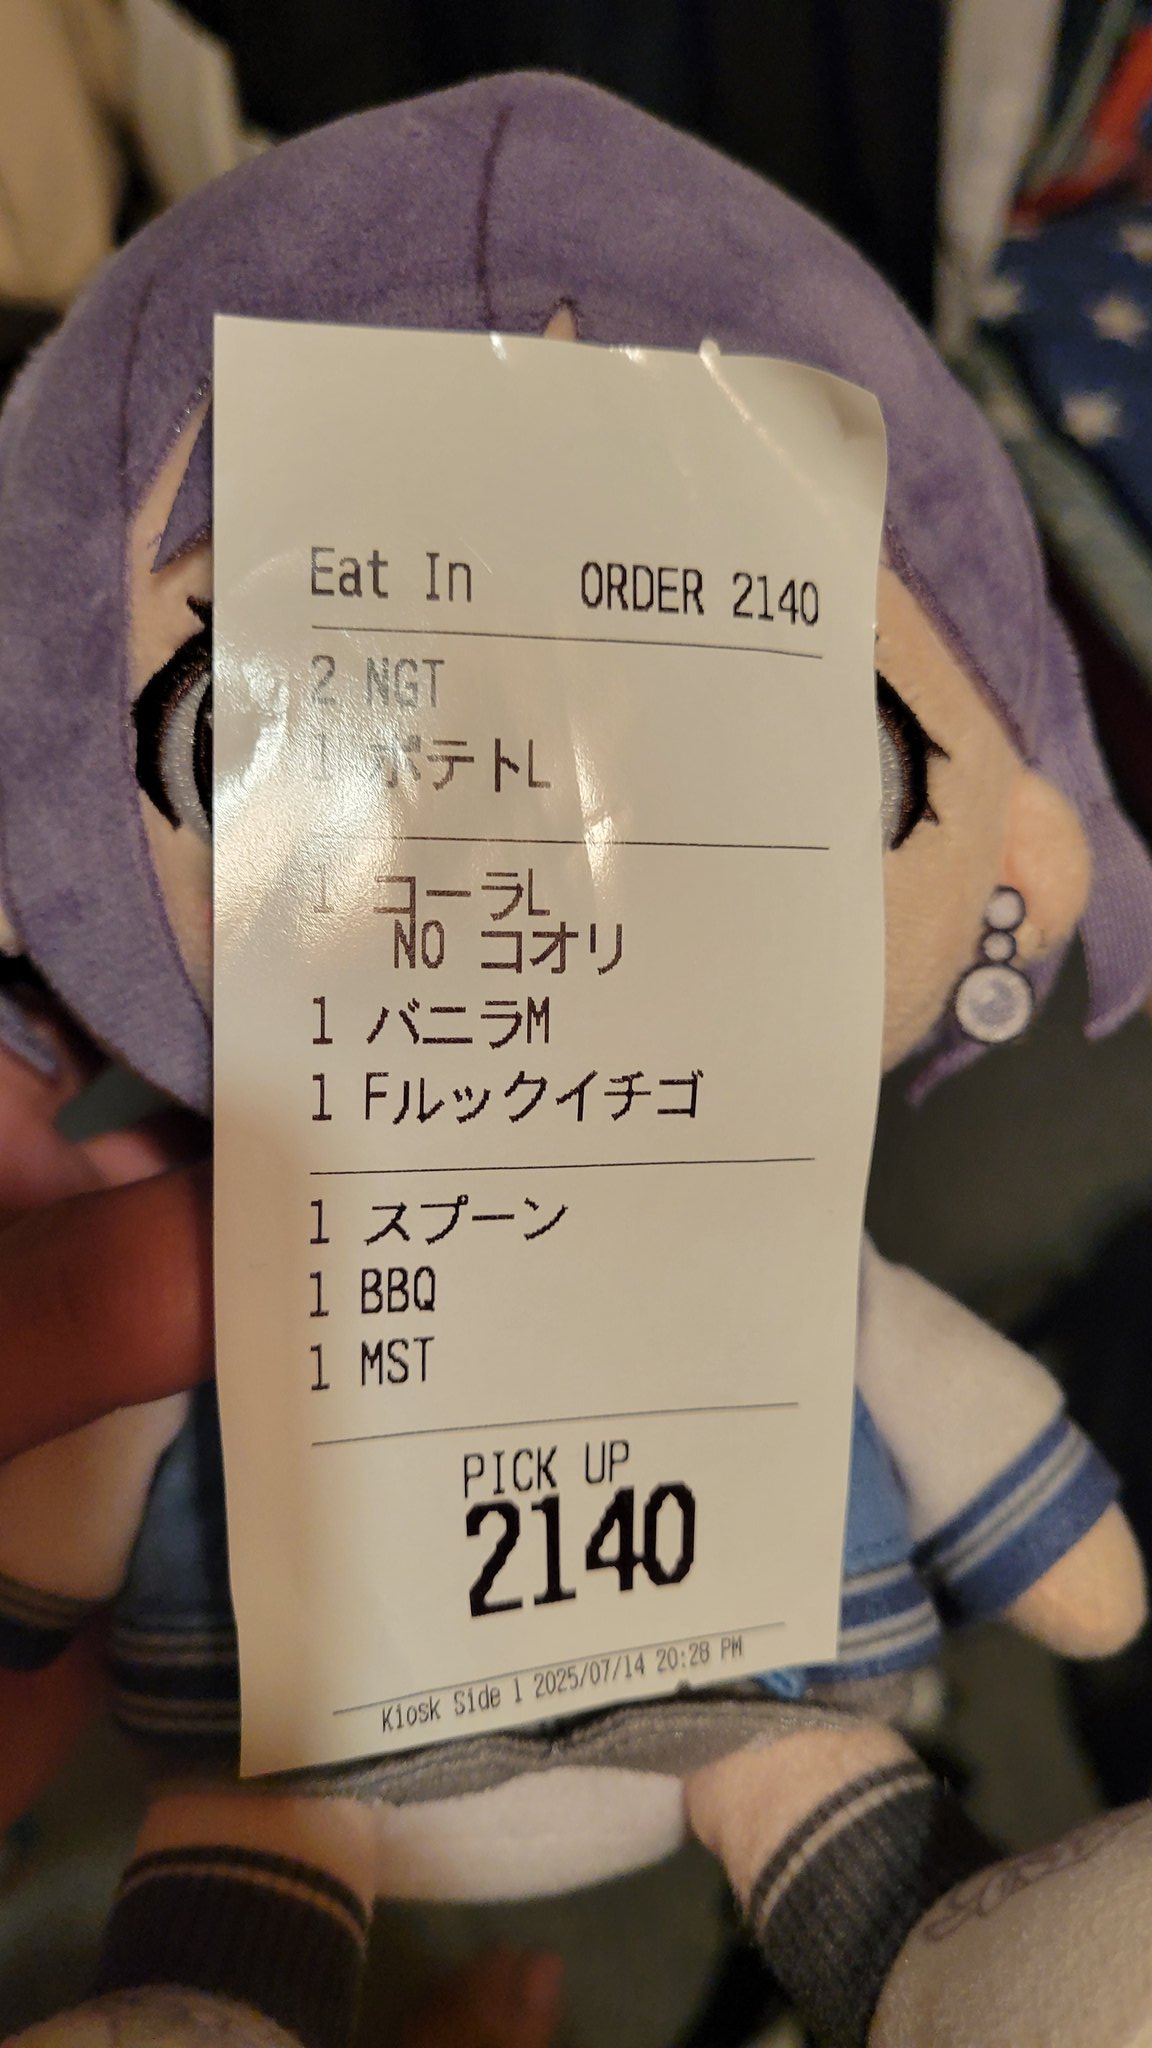 Eat In ORDER 2140
2 NGT
1 ポテトL
1 コーラL
NO コオリ
1 バニラM
1 Fルックイチゴ
1 スプーン
1 BBQ
1 MST
PICK UP
2140
Kiosk Side 1 2025/07/14 20:28 PM